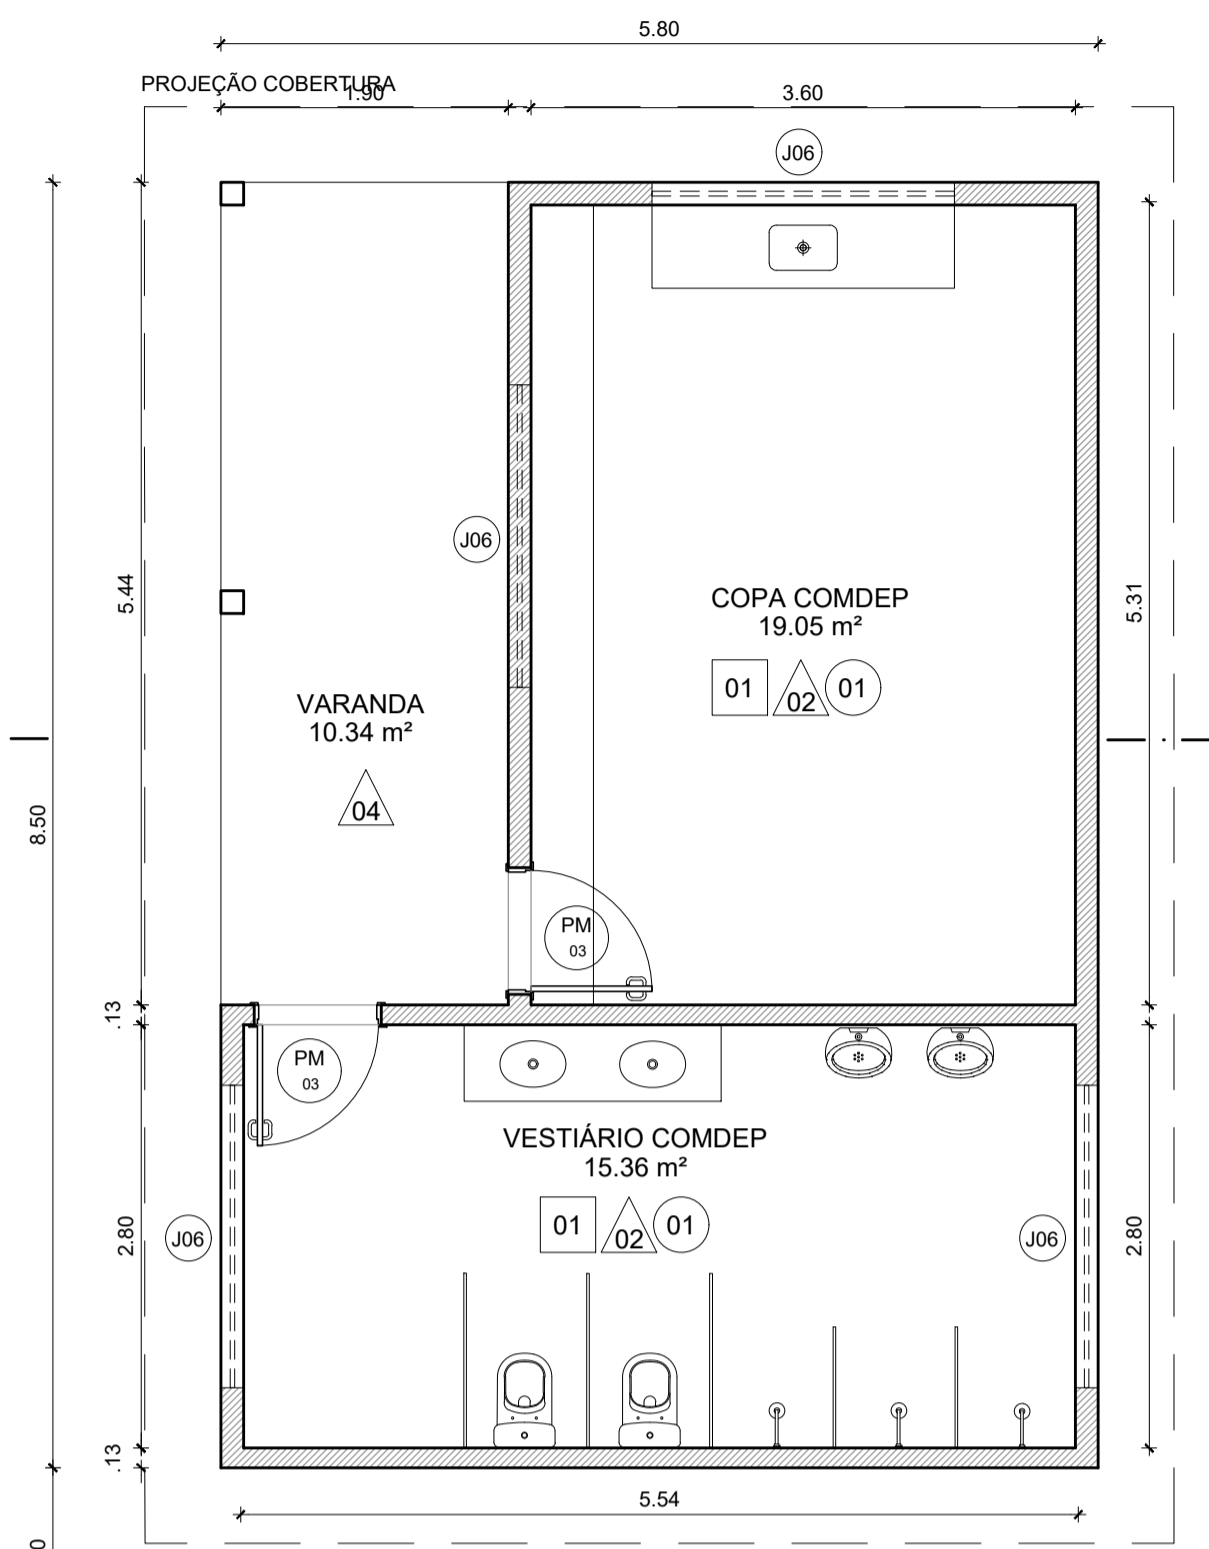 5.80
PROJEÇÃO COBERTURA
1.90
3.60
J06
J06
5.44
COPA COMDEP
19.05 m²
5.31
01
02
01
VARANDA
10.34 m²
04
8.50
PM
03
.13
PM
03
VESTIÁRIO COMDEP
15.36 m²
01
02
01
2.80
J06
J06
2.80
.13
5.54